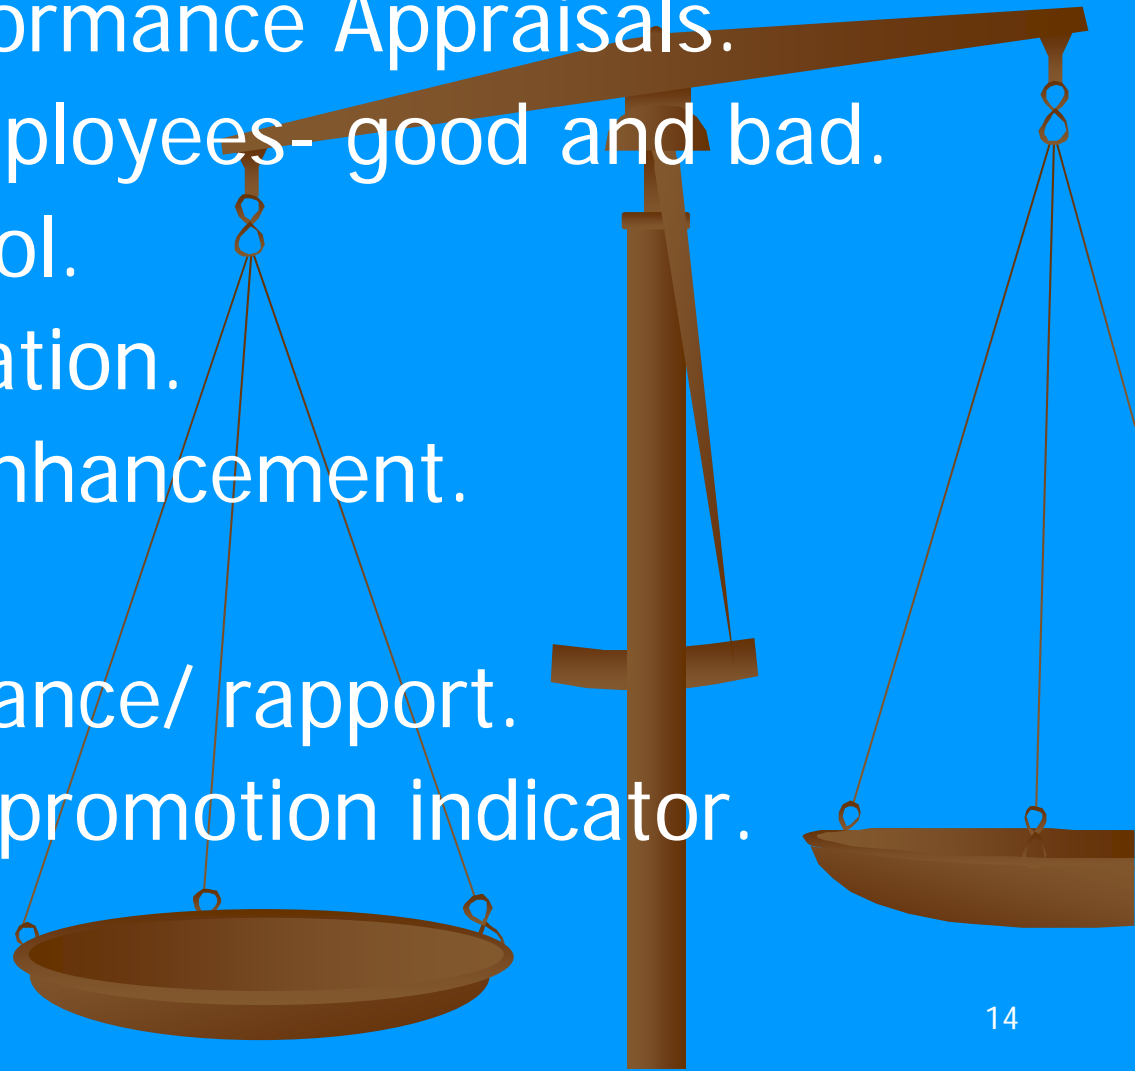 ormance Appraisals.
ployees- good and bad.
ol.
ation.
nhancement.
ance/ rapport.
promotion indicator.
14